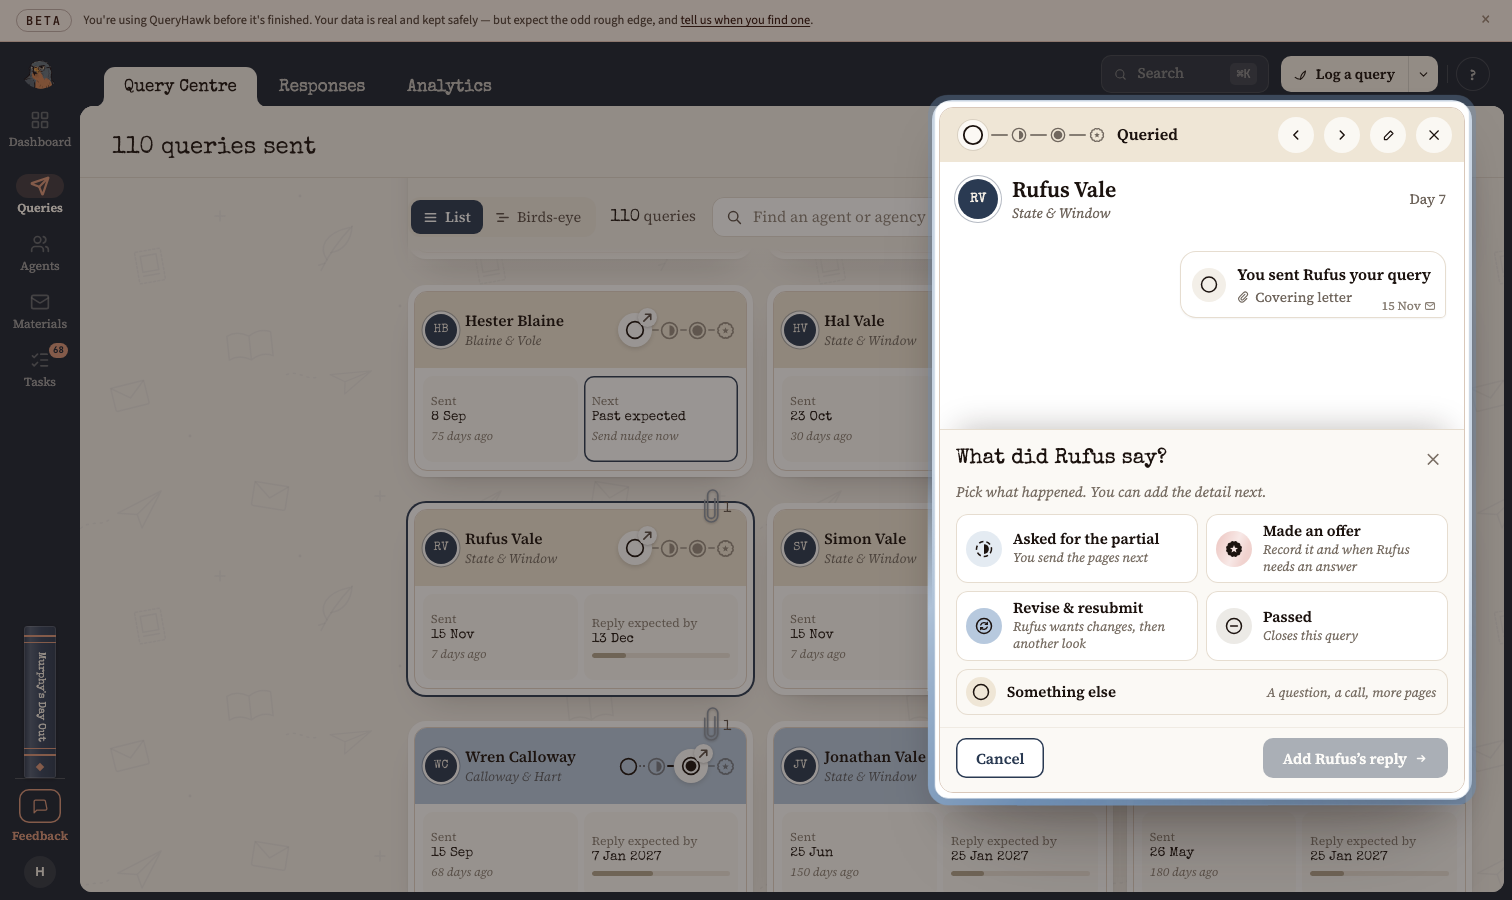 BETA
You're using QueryHawk before it's finished. Your data is real and kept safely — but expect the odd rough edge, and tell us when you find one.
Query Centre
Responses
Analytics
Search
⌘K
Log a query
?
Dashboard
Queries
Agents
Materials
68
Tasks
Murphy's Day Out
Feedback
H
110 queries sent
List
Birds-eye
110 queries
Find an agent or agency
HB
Hester Blaine
Blaine & Vole
Sent
8 Sep
75 days ago
Next
Past expected
Send nudge now
HV
Hal Vale
State & Window
Sent
23 Oct
30 days ago
1
RV
Rufus Vale
State & Window
Sent
15 Nov
7 days ago
Reply expected by
13 Dec
SV
Simon Vale
State & Window
Sent
15 Nov
7 days ago
1
WC
Wren Calloway
Calloway & Hart
Sent
15 Sep
68 days ago
Reply expected by
7 Jan 2027
JV
Jonathan Vale
State & Window
Sent
25 Jun
150 days ago
Reply expected by
25 Jan 2027
Sent
26 May
180 days ago
Reply expected by
25 Jan 2027
Queried
RV
Rufus Vale
State & Window
Day 7
You sent Rufus your query
Covering letter
15 Nov
What did Rufus say?
Pick what happened. You can add the detail next.
Asked for the partial
You send the pages next
Made an offer
Record it and when Rufus
needs an answer
Revise & resubmit
Rufus wants changes, then
another look
Passed
Closes this query
Something else
A question, a call, more pages
Cancel
Add Rufus's reply →